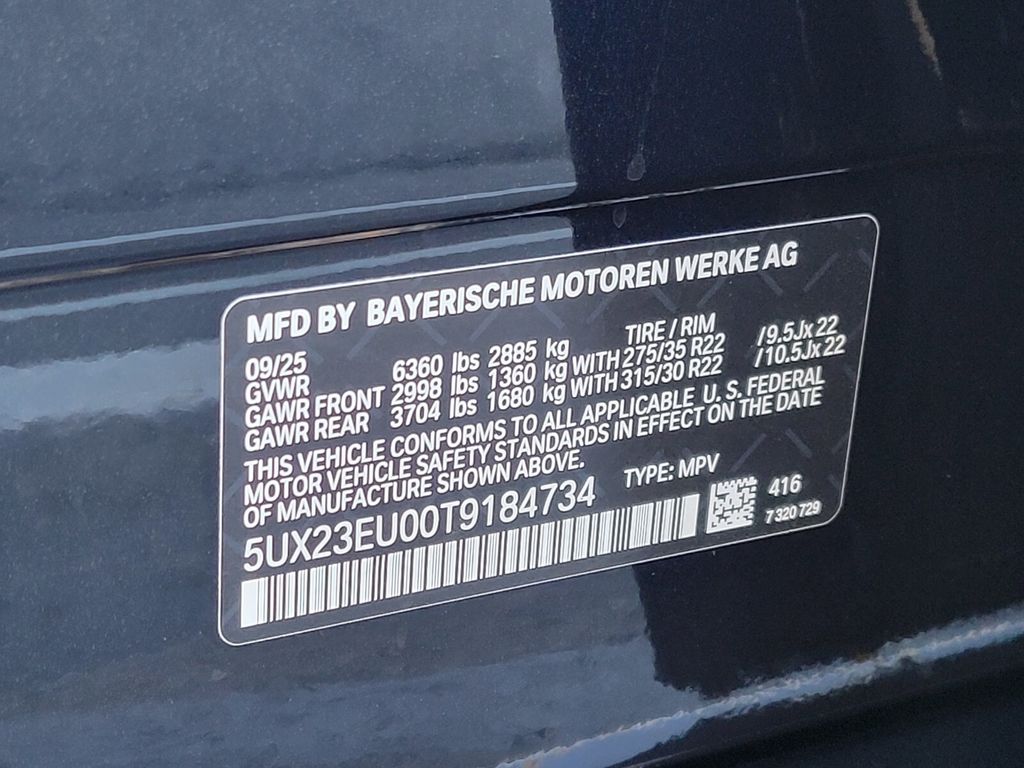 MFD BY BAYERISCHE MOTOREN WERKE AG
09/25 TIRE / RIM
GVWR 6360 lbs 2885 kg
GAWR FRONT 2998 lbs 1360 kg WITH 275/35 R22 /9.5Jx22
GAWR REAR 3704 lbs 1680 kg WITH 315/30 R22 /10.5Jx22
THIS VEHICLE CONFORMS TO ALL APPLICABLE U. S. FEDERAL
MOTOR VEHICLE SAFETY STANDARDS IN EFFECT ON THE DATE
OF MANUFACTURE SHOWN ABOVE.
5UX23EU00T9184734 TYPE: MPV
416
7 320 729